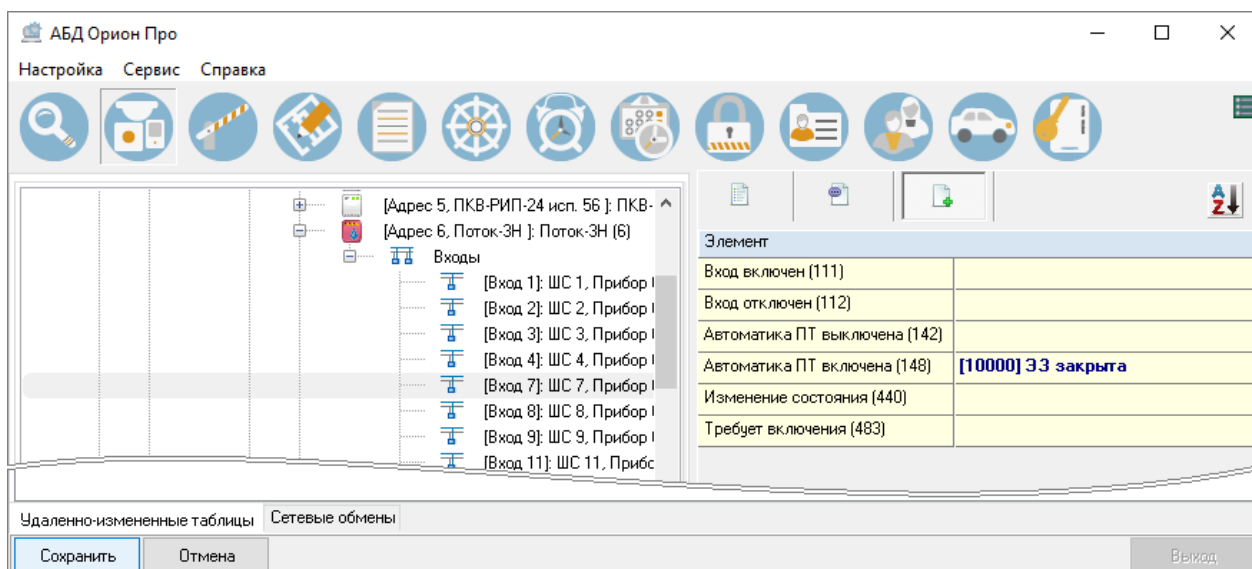 АБД Орион Про
Настройка Сервис Справка
[Адрес 5, ПКВ-РИП-24 исп. 56 ]: ПКВ-
[Адрес 6, Поток-3Н ]: Поток-3Н (6)
Входы
[Вход 1]: ШС 1, Прибор
[Вход 2]: ШС 2, Прибор
[Вход 3]: ШС 3, Прибор
[Вход 4]: ШС 4, Прибор
[Вход 7]: ШС 7, Прибор
[Вход 8]: ШС 8, Прибор
[Вход 9]: ШС 9, Прибор
[Вход 11]: ШС 11, Прибс
Элемент
Вход включен (111)
Вход отключен (112)
Автоматика ПТ выключена (142)
Автоматика ПТ включена (148) [10000] ЭЗ закрыта
Изменение состояния (440)
Требует включения (483)
Удаленно-измененные таблицы Сетевые обмены
Сохранить Отмена Выход